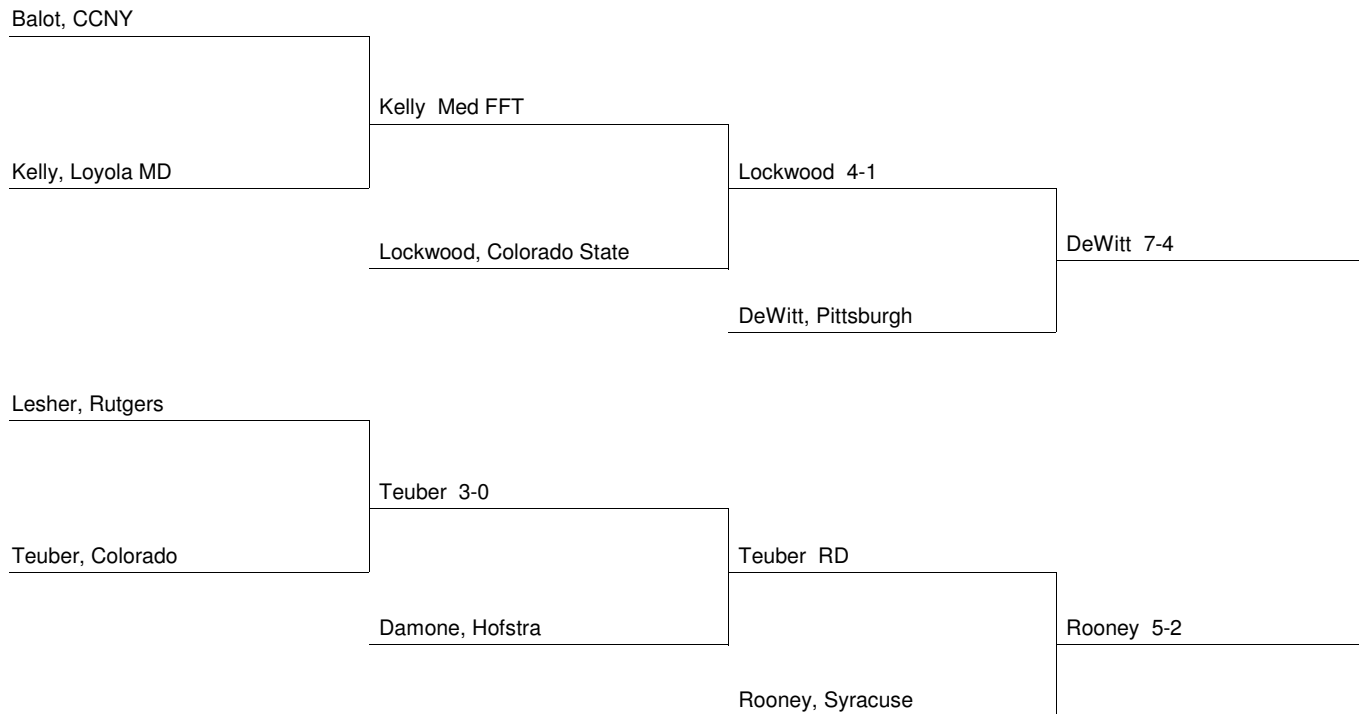 Balot, CCNY
Kelly  Med FFT
Kelly, Loyola MD
Lockwood  4-1
Lockwood, Colorado State
DeWitt  7-4
DeWitt, Pittsburgh
Lesher, Rutgers
Teuber  3-0
Teuber, Colorado
Teuber  RD
Damone, Hofstra
Rooney  5-2
Rooney, Syracuse